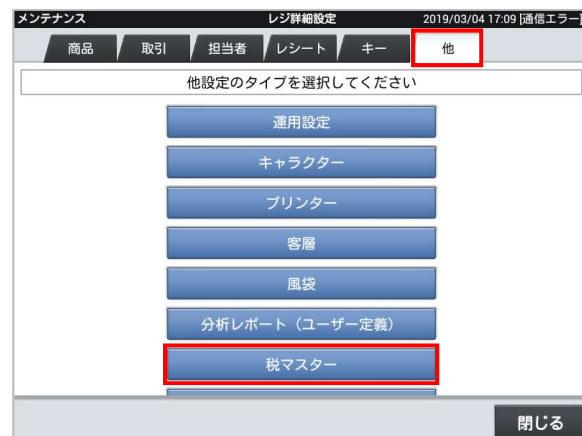 メンテナンス レジ詳細設定 2019/03/04 17:09 [通信エラー]
商品 取引 担当者 レシート キー 他
他設定のタイプを選択してください
運用設定
キャラクター
プリンター
客層
風袋
分析レポート（ユーザー定義）
税マスター
閉じる